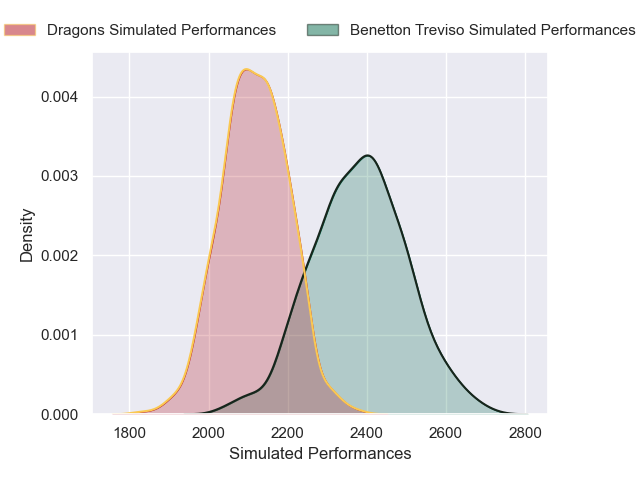 Dragons Simulated Performances
Benetton Treviso Simulated Performances
0.004
0.003
0.002
0.001
0.000
Density
1800
2000
2200
2400
2600
2800
Simulated Performances